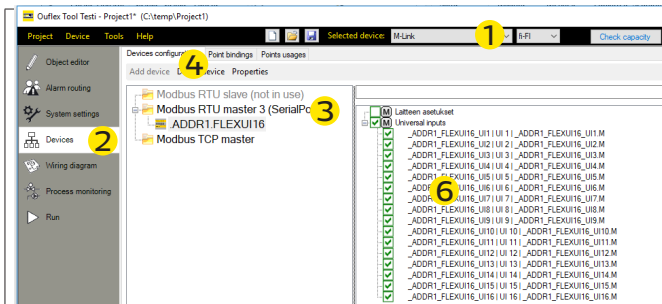 Ouflex Tool Testi - Project1* (C:\temp\Project1)
Project Device Tools Help Selected device: M-Link 1 fi-FI Check capacity
Devices configura Point bindings Points usages
Object editor
Add device D 4 evice Properties
Alarm routing
System settings
Devices 2
Wiring diagram
Process monitoring
Run
Modbus RTU slave (not in use)
Modbus RTU master 3 (SerialPo 3
.ADDR1.FLEXUI16
Modbus TCP master
M Laitteen asetukset
M Universal inputs
_ADDR1_FLEXUI16_UI1 | UI 1 | _ADDR1_FLEXUI16_UI1.M
_ADDR1_FLEXUI16_UI2 | UI 2 | _ADDR1_FLEXUI16_UI2.M
_ADDR1_FLEXUI16_UI3 | UI 3 | _ADDR1_FLEXUI16_UI3.M
_ADDR1_FLEXUI16_UI4 | UI 4 | _ADDR1_FLEXUI16_UI4.M
_ADDR1_FLEXUI16_UI5 | UI 5 | _ADDR1_FLEXUI16_UI5.M
_ADDR1_FLEXUI16_UI6 | UI 6 | _ADDR1_FLEXUI16_UI6.M
6
_ADDR1_FLEXUI16_UI7 | UI 7 | _ADDR1_FLEXUI16_UI7.M
_ADDR1_FLEXUI16_UI8 | UI 8 | _ADDR1_FLEXUI16_UI8.M
_ADDR1_FLEXUI16_UI9 | UI 9 | _ADDR1_FLEXUI16_UI9.M
_ADDR1_FLEXUI16_UI10 | UI 10 | _ADDR1_FLEXUI16_UI10.M
_ADDR1_FLEXUI16_UI11 | UI 11 | _ADDR1_FLEXUI16_UI11.M
_ADDR1_FLEXUI16_UI12 | UI 12 | _ADDR1_FLEXUI16_UI12.M
_ADDR1_FLEXUI16_UI13 | UI 13 | _ADDR1_FLEXUI16_UI13.M
_ADDR1_FLEXUI16_UI14 | UI 14 | _ADDR1_FLEXUI16_UI14.M
_ADDR1_FLEXUI16_UI15 | UI 15 | _ADDR1_FLEXUI16_UI15.M
_ADDR1_FLEXUI16_UI16 | UI 16 | _ADDR1_FLEXUI16_UI16.M